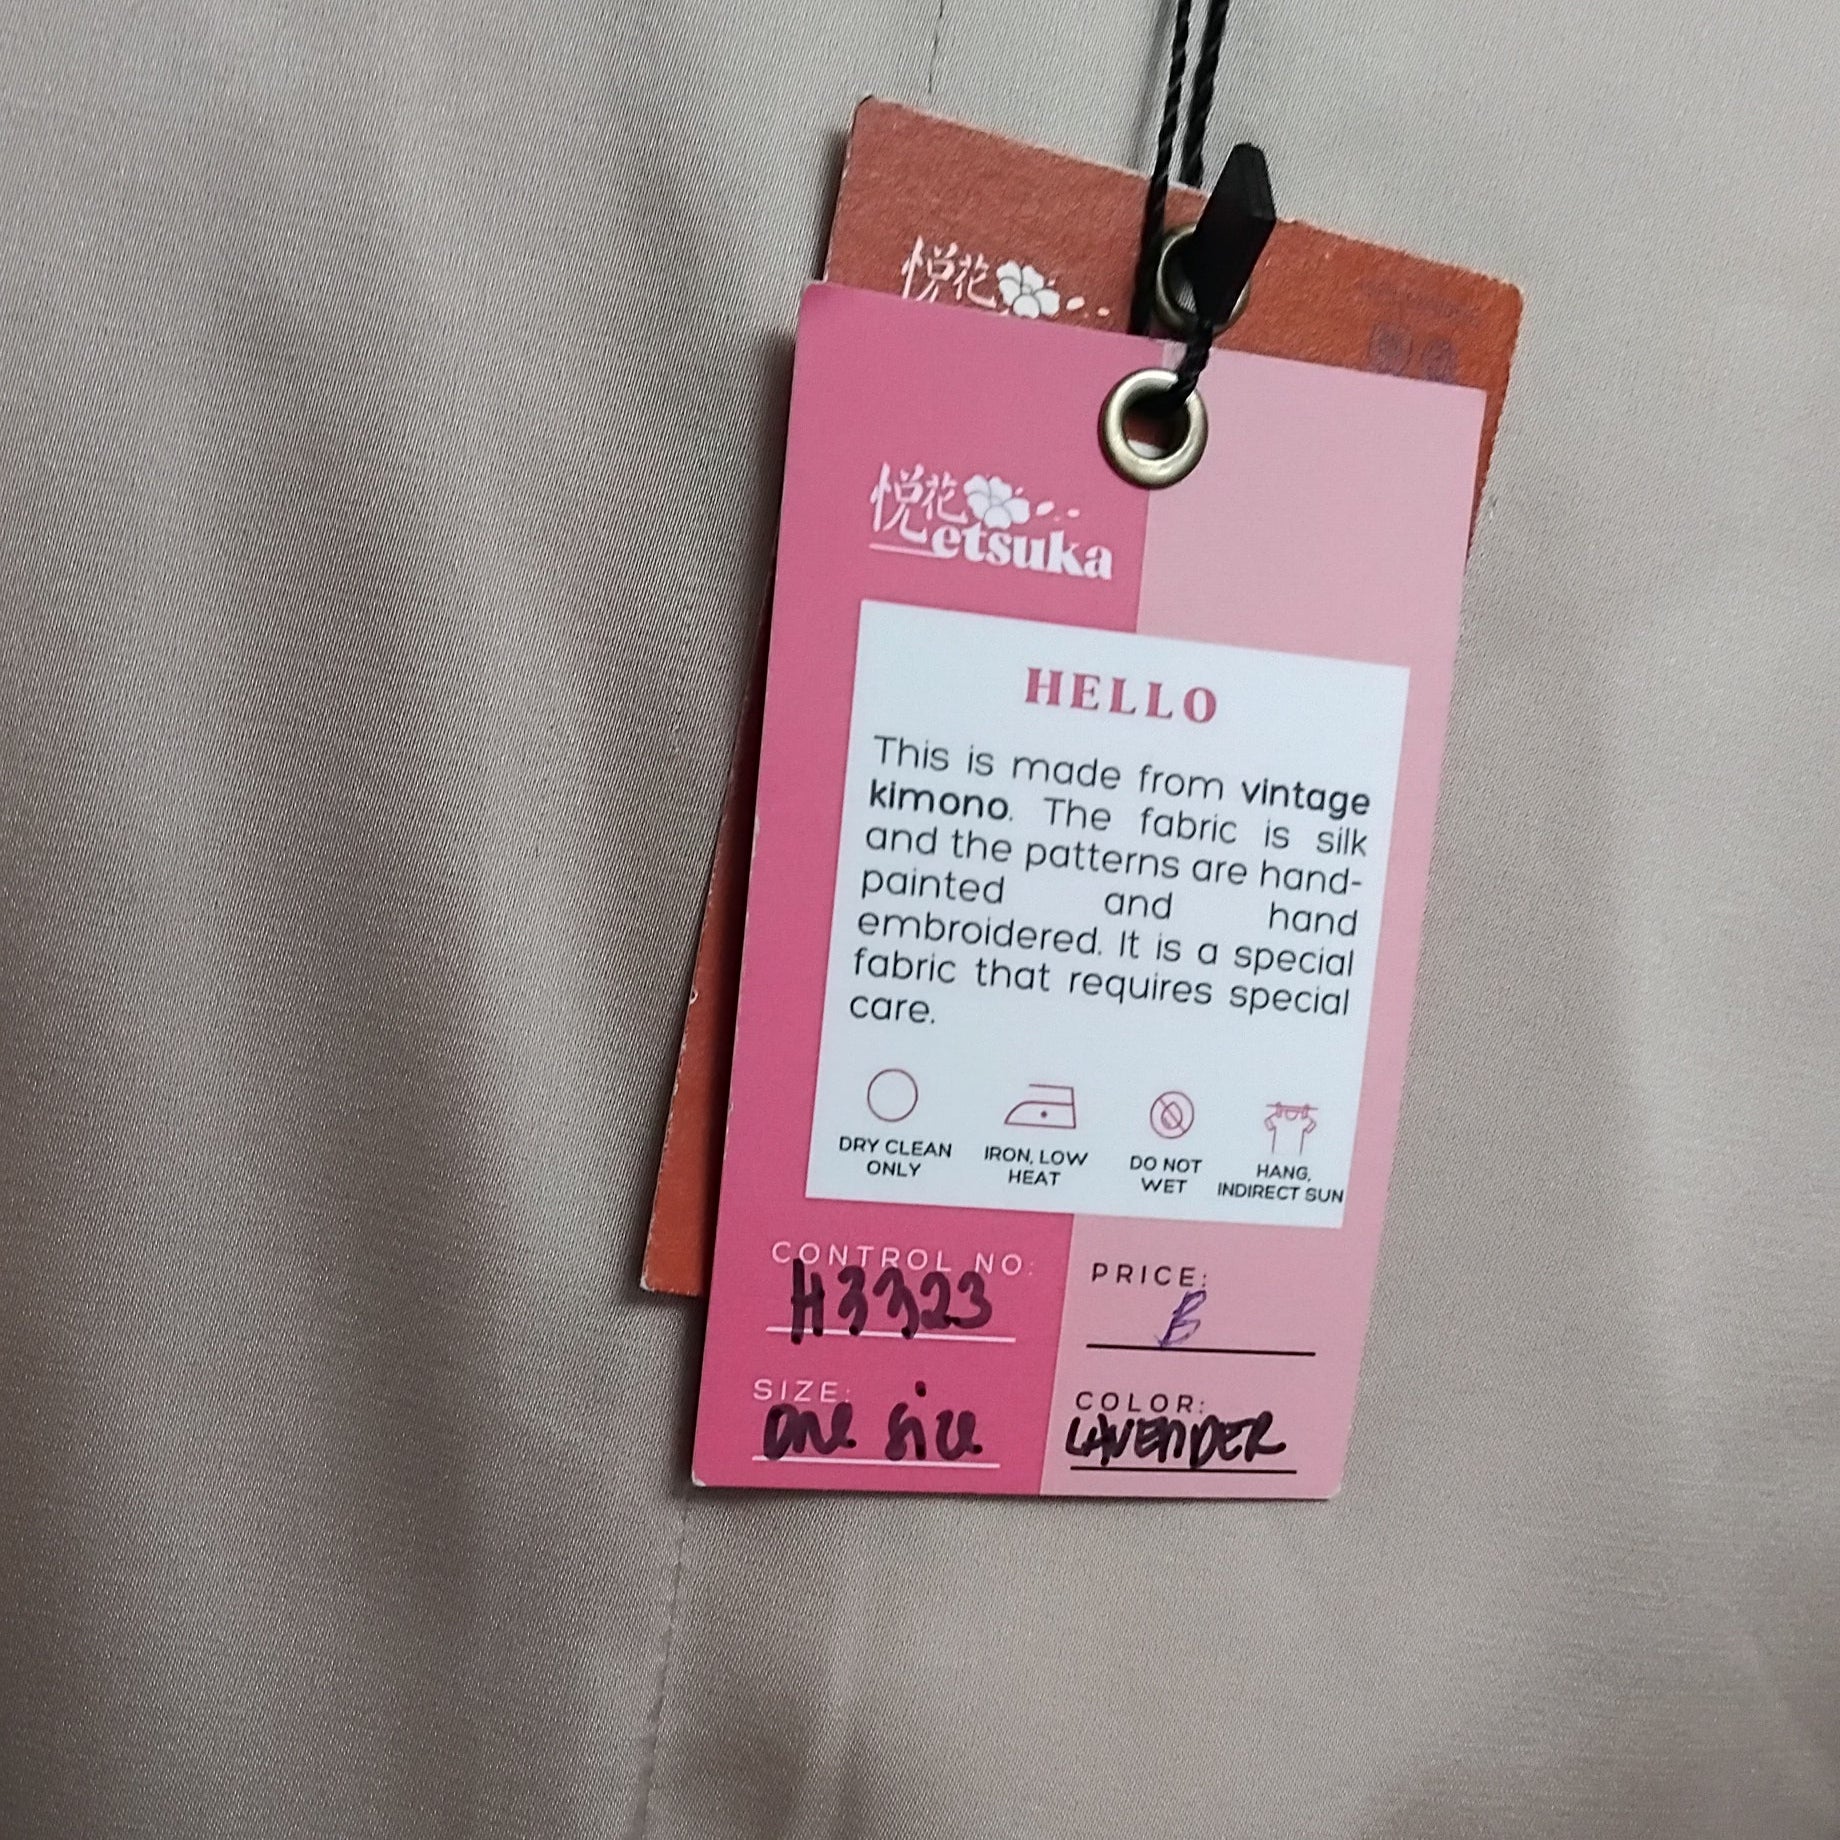 悦花
悦花
etsuka
HELLO
This is made from vintage
kimono. The fabric is silk
and the patterns are hand-
painted and hand
embroidered. It is a special
fabric that requires special
care.
DRY CLEAN
ONLY
IRON, LOW
HEAT
DO NOT
WET
HANG,
INDIRECT SUN
CONTROL NO:
H3323
PRICE:
B
SIZE:
one size
COLOR:
LAVENDER